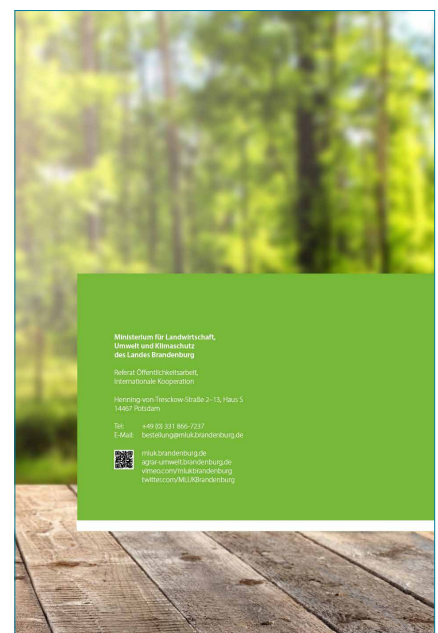 Ministerium für Landwirtschaft,
Umwelt und Klimaschutz
des Landes Brandenburg
Referat Öffentlichkeitsarbeit,
Internationale Kooperation
Henning-von-Tresckow-Straße 2–13, Haus S
14467 Potsdam
Tel: +49 (0) 331 866-7237
E-Mail: bestellung@mluk.brandenburg.de
mluk.brandenburg.de
agrar-umwelt.brandenburg.de
vimeo.com/mlukbrandenburg
twitter.com/MLUKBrandenburg